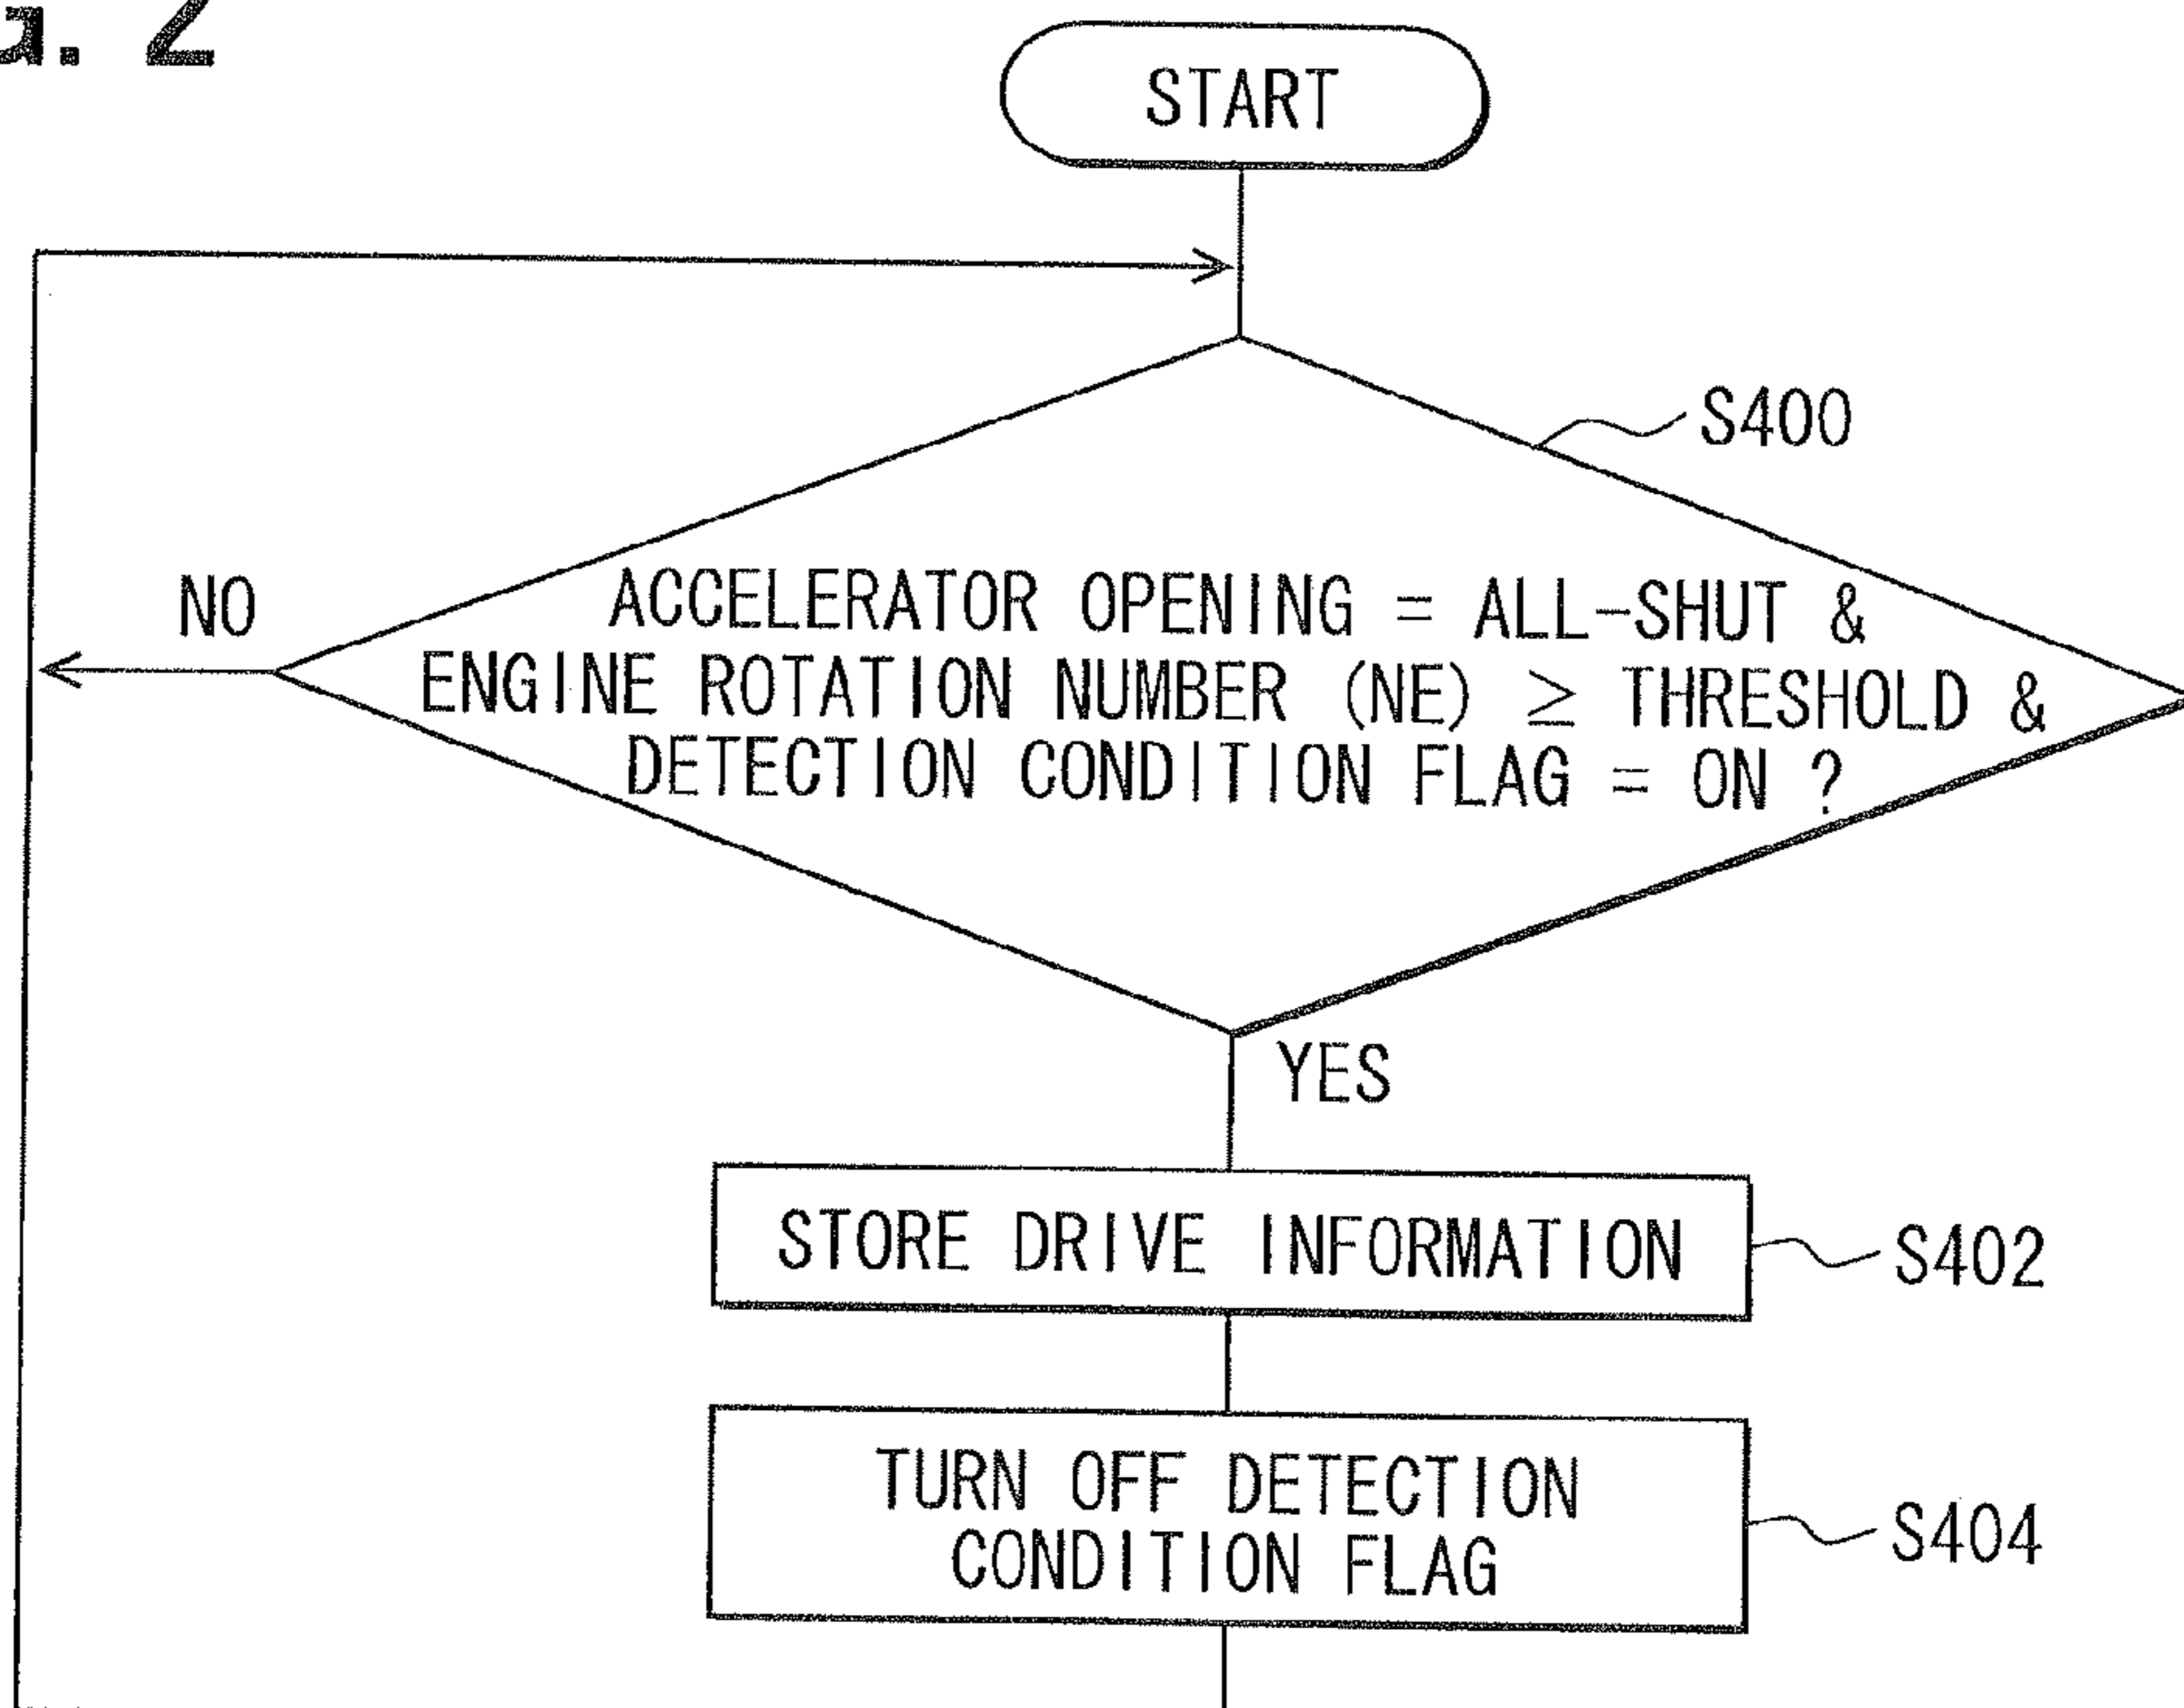 2
START
S400
NO
ACCELERATOR OPENING = ALL-SHUT &
ENGINE ROTATION NUMBER (NE) ≥ THRESHOLD &
DETECTION CONDITION FLAG = ON ?
YES
STORE DRIVE INFORMATION
S402
TURN OFF DETECTION
CONDITION FLAG
S404